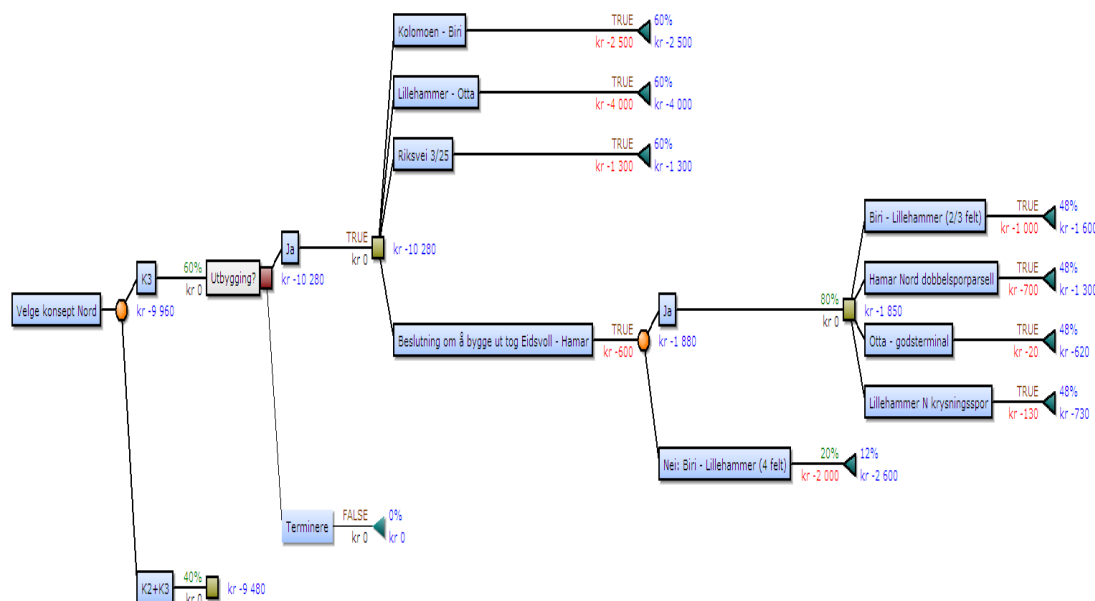 TRUE 60%
Kolomoen - Biri
kr -2 500 kr -2 500
TRUE 60%
Lillehammer - Otta
kr -4 000 kr -4 000
TRUE 60%
Riksvei 3/25
kr -1 300 kr -1 300
TRUE 48%
Biri - Lillehammer (2/3 felt)
kr -1 000 kr -1 600
TRUE
Ja
kr 0 kr -10 280
60%
K3 Utbygging?
kr 0 kr -10 280
TRUE 48%
Hamar Nord dobbelsporparsell
kr -700 kr -1 300
Velge konsept Nord kr -9 960
80%
Ja
kr 0 kr -1 850
TRUE
Beslutning om å bygge ut tog Eidsvoll - Hamar
kr -600 kr -1 880
TRUE 48%
Otta - godsterminal
kr -20 kr -620
TRUE 48%
Lillehammer N krysningsspor
kr -130 kr -730
20% 12%
Nei: Biri - Lillehammer (4 felt)
kr -2 000 kr -2 600
FALSE 0%
Terminere
kr 0 kr 0
40%
K2+K3 kr -9 480
kr 0